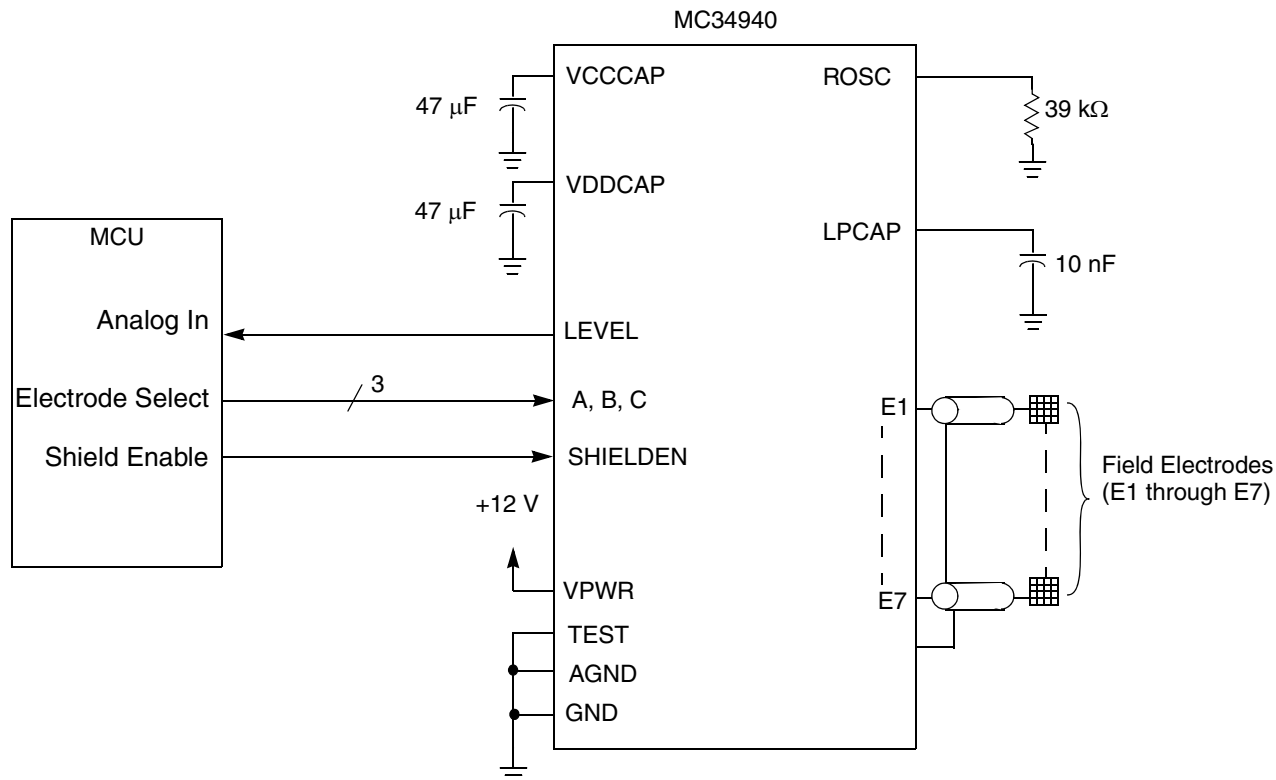 MC34940
VCCCAP
ROSC
47 μF
39 kΩ
VDDCAP
47 μF
LPCAP
10 nF
MCU
Analog In
LEVEL
Electrode Select
3
A, B, C
E1
Shield Enable
SHIELDEN
Field Electrodes
(E1 through E7)
+12 V
VPWR
E7
TEST
AGND
GND